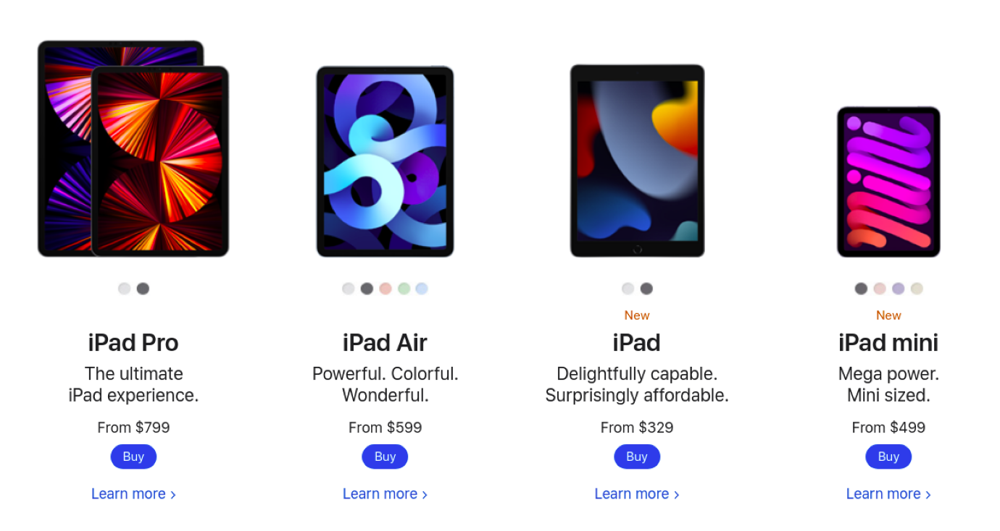 New
New
iPad Pro
iPad Air
iPad
iPad mini
The ultimate
iPad experience.
Powerful. Colorful.
Wonderful.
Delightfully capable.
Surprisingly affordable.
Mega power.
Mini sized.
From $799
From $599
From $329
From $499
Buy
Buy
Buy
Buy
Learn more >
Learn more >
Learn more >
Learn more >